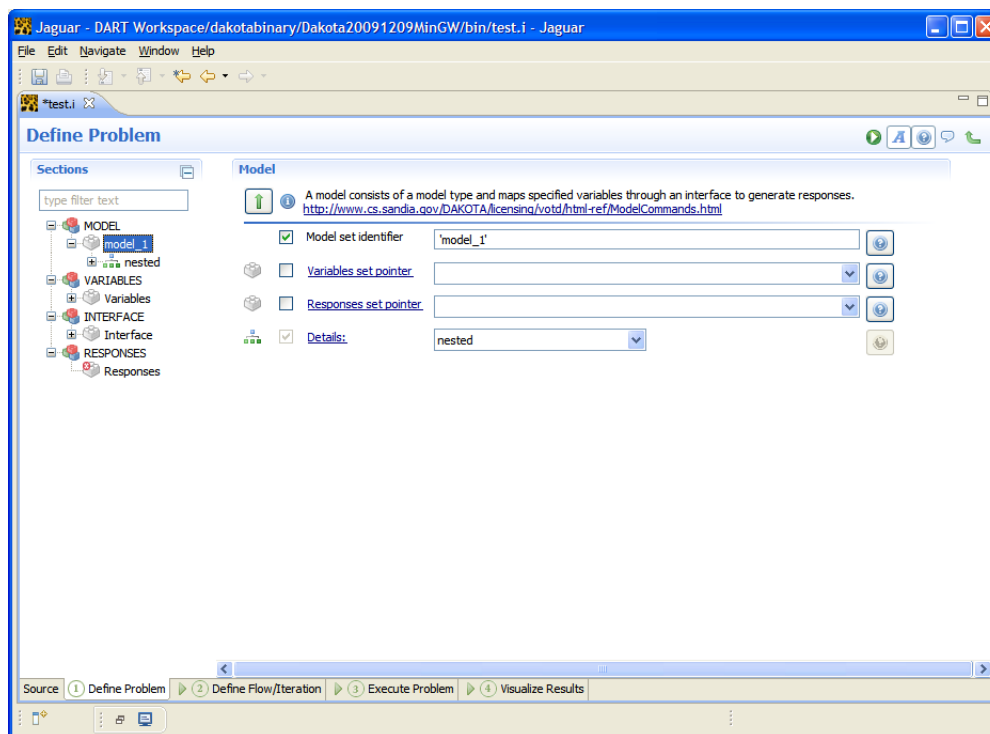 Jaguar - DART Workspace/dakotabinary/Dakota20091209MinGW/bin/test.i - Jaguar
File Edit Navigate Window Help
*test.i
Define Problem
A
Sections
type filter text
MODEL
model_1
nested
VARIABLES
Variables
INTERFACE
Interface
RESPONSES
Responses
Model
A model consists of a model type and maps specified variables through an interface to generate responses.
http://www.cs.sandia.gov/DAKOTA/licensing/votd/html-ref/ModelCommands.html
Model set identifier 'model_1'
Variables set pointer
Responses set pointer
Details: nested
Source 1 Define Problem 2 Define Flow/Iteration 3 Execute Problem 4 Visualize Results